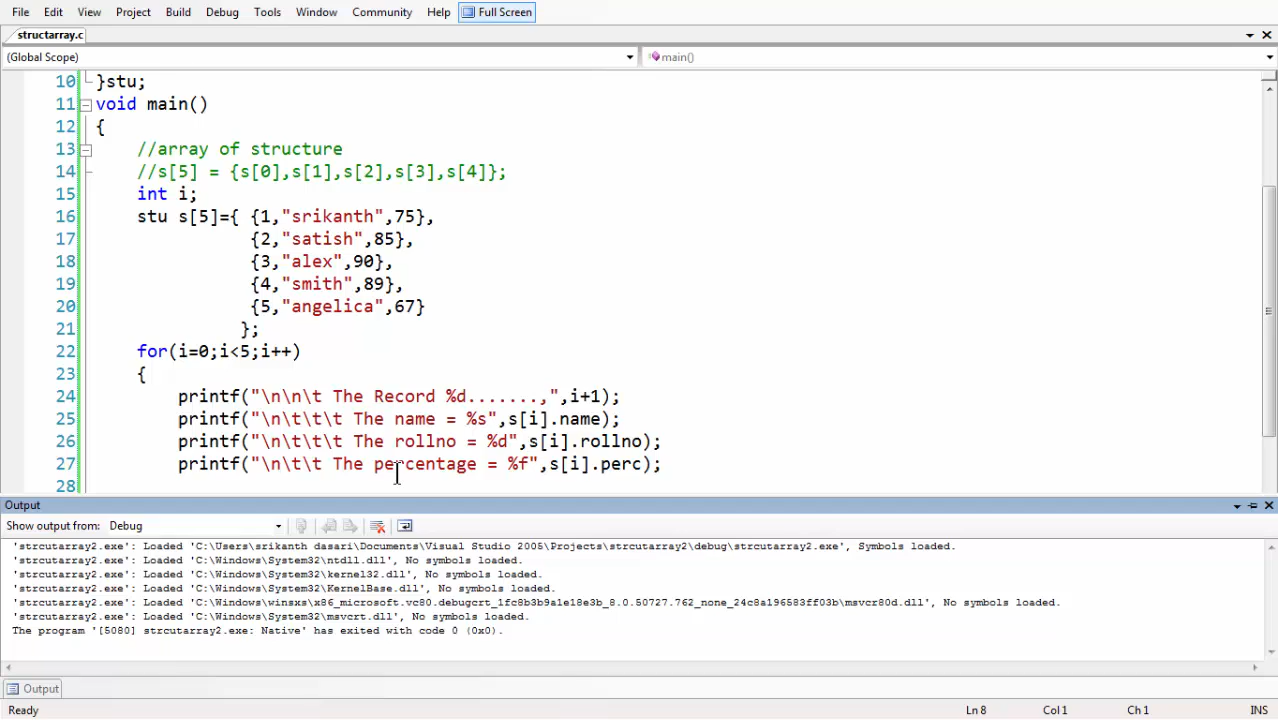 File Edit View Project Build Debug Tools Window Community Help Full Screen
structarray.c
(Global Scope) main()
10 }stu;
11 void main()
12 {
13 //array of structure
14 //s[5] = {s[0],s[1],s[2],s[3],s[4]};
15 int i;
16 stu s[5]={ {1,"srikanth",75},
17 {2,"satish",85},
18 {3,"alex",90},
19 {4,"smith",89},
20 {5,"angelica",67}
21 };
22 for(i=0;i<5;i++)
23 {
24 printf("\n\n\t The Record %d.......,",i+1);
25 printf("\n\t\t\t The name = %s",s[i].name);
26 printf("\n\t\t\t The rollno = %d",s[i].rollno);
27 printf("\n\t\t The percentage = %f",s[i].perc);
28
Output
Show output from: Debug
'strcutarray2.exe': Loaded 'C:\Users\srikanth dasari\Documents\Visual Studio 2005\Projects\strcutarray2\debug\strcutarray2.exe', Symbols loaded.
'strcutarray2.exe': Loaded 'C:\Windows\System32\ntdll.dll', No symbols loaded.
'strcutarray2.exe': Loaded 'C:\Windows\System32\kernel32.dll', No symbols loaded.
'strcutarray2.exe': Loaded 'C:\Windows\System32\KernelBase.dll', No symbols loaded.
'strcutarray2.exe': Loaded 'C:\Windows\winsxs\x86_microsoft.vc80.debugcrt_1fc8b3b9a1e18e3b_8.0.50727.762_none_24c8a196583ff03b\msvcr80d.dll', No symbols loaded.
'strcutarray2.exe': Loaded 'C:\Windows\System32\msvcrt.dll', No symbols loaded.
The program '[5080] strcutarray2.exe: Native' has exited with code 0 (0x0).
Output
Ready Ln 8 Col 1 Ch 1 INS